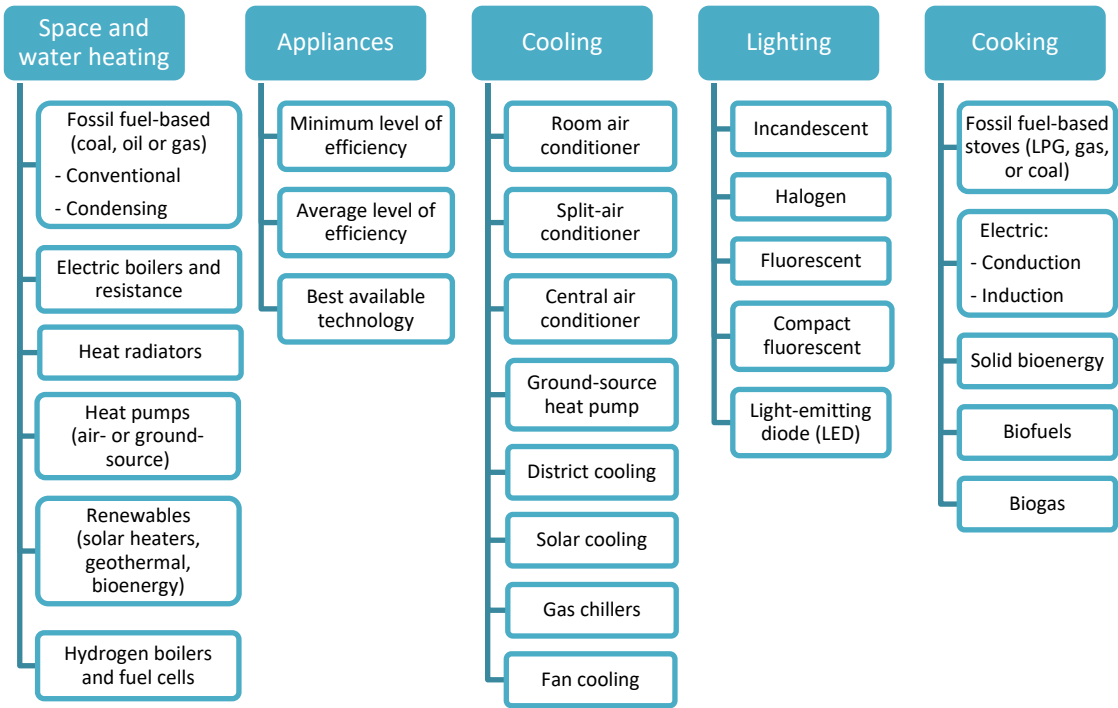 Space and
water heating
Fossil fuel-based
(coal, oil or gas)
- Conventional
- Condensing
Electric boilers and
resistance
Heat radiators
Heat pumps
(air- or ground-
source)
Renewables
(solar heaters,
geothermal,
bioenergy)
Hydrogen boilers
and fuel cells
Appliances
Minimum level of
efficiency
Average level of
efficiency
Best available
technology
Cooling
Room air
conditioner
Split-air
conditioner
Central air
conditioner
Ground-source
heat pump
District cooling
Solar cooling
Gas chillers
Fan cooling
Lighting
Incandescent
Halogen
Fluorescent
Compact
fluorescent
Light-emitting
diode (LED)
Cooking
Fossil fuel-based
stoves (LPG, gas,
or coal)
Electric:
- Conduction
- Induction
Solid bioenergy
Biofuels
Biogas